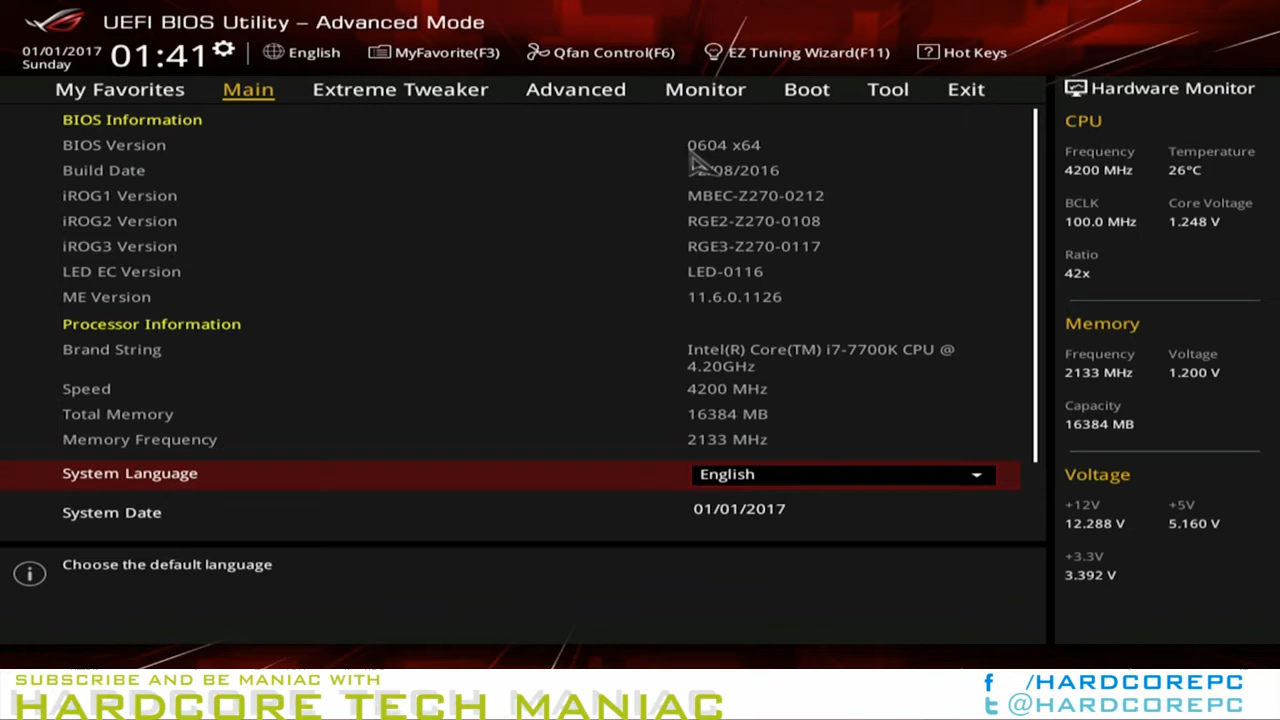 UEFI BIOS Utility – Advanced Mode
01/01/2017
Sunday
01:41
English
MyFavorite(F3)
Qfan Control(F6)
EZ Tuning Wizard(F11)
? Hot Keys
My Favorites Main Extreme Tweaker Advanced Monitor Boot Tool Exit
BIOS Information
BIOS Version 0604 x64
Build Date /08/2016
iROG1 Version MBEC-Z270-0212
iROG2 Version RGE2-Z270-0108
iROG3 Version RGE3-Z270-0117
LED EC Version LED-0116
ME Version 11.6.0.1126
Processor Information
Brand String Intel(R) Core(TM) i7-7700K CPU @
4.20GHz
Speed 4200 MHz
Total Memory 16384 MB
Memory Frequency 2133 MHz
System Language English
System Date 01/01/2017
Choose the default language
Hardware Monitor
CPU
Frequency Temperature
4200 MHz 26°C
BCLK Core Voltage
100.0 MHz 1.248 V
Ratio
42x
Memory
Frequency Voltage
2133 MHz 1.200 V
Capacity
16384 MB
Voltage
+12V +5V
12.288 V 5.160 V
+3.3V
3.392 V
SUBSCRIBE AND BE MANIAC WITH
HARDCORE TECH MANIAC
f /HARDCOREPC
t @HARDCOREPC